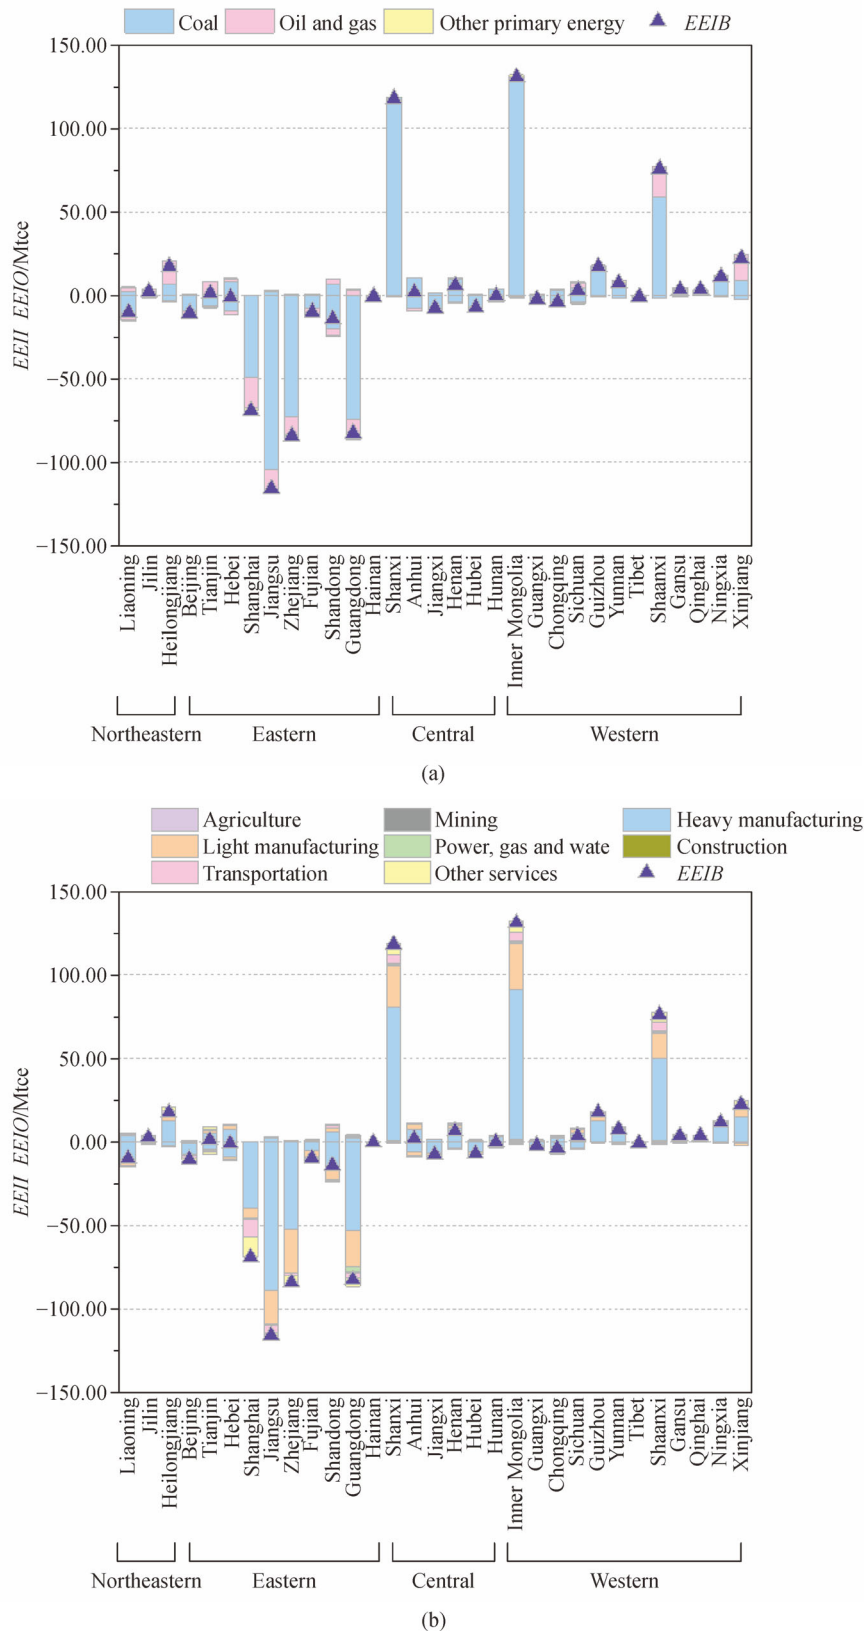 Coal Oil and gas Other primary energy EEIB
150.00
100.00
50.00
0.00
−50.00
−100.00
−150.00
EEII EEIO/Mtce
Liaoning
Jilin
Heilongjiang
Beijing
Tianjin
Hebei
Shanghai
Jiangsu
Zhejiang
Fujian
Shandong
Guangdong
Hainan
Shanxi
Anhui
Jiangxi
Henan
Hubei
Hunan
Inner Mongolia
Guangxi
Chongqing
Sichuan
Guizhou
Yunnan
Tibet
Shaanxi
Gansu
Qinghai
Ningxia
Xinjiang
Northeastern Eastern Central Western
(a)
Agriculture Mining Heavy manufacturing
Light manufacturing Power, gas and wate Construction
Transportation Other services EEIB
150.00
100.00
50.00
0.00
−50.00
−100.00
−150.00
EEII EEIO/Mtce
Liaoning
Jilin
Heilongjiang
Beijing
Tianjin
Hebei
Shanghai
Jiangsu
Zhejiang
Fujian
Shandong
Guangdong
Hainan
Shanxi
Anhui
Jiangxi
Henan
Hubei
Hunan
Inner Mongolia
Guangxi
Chongqing
Sichuan
Guizhou
Yunnan
Tibet
Shaanxi
Gansu
Qinghai
Ningxia
Xinjiang
Northeastern Eastern Central Western
(b)